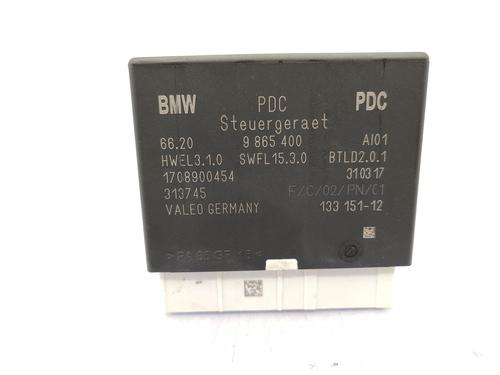 BMW PDC PDC
Steuergeraet
66.20 9 865 400 AI01
HWEL3.1.0 SWFL15.3.0 BTLD2.0.1
1708900454 310317
313745 F/C/02/PN/C1
VALEO GERMANY 133 151-12